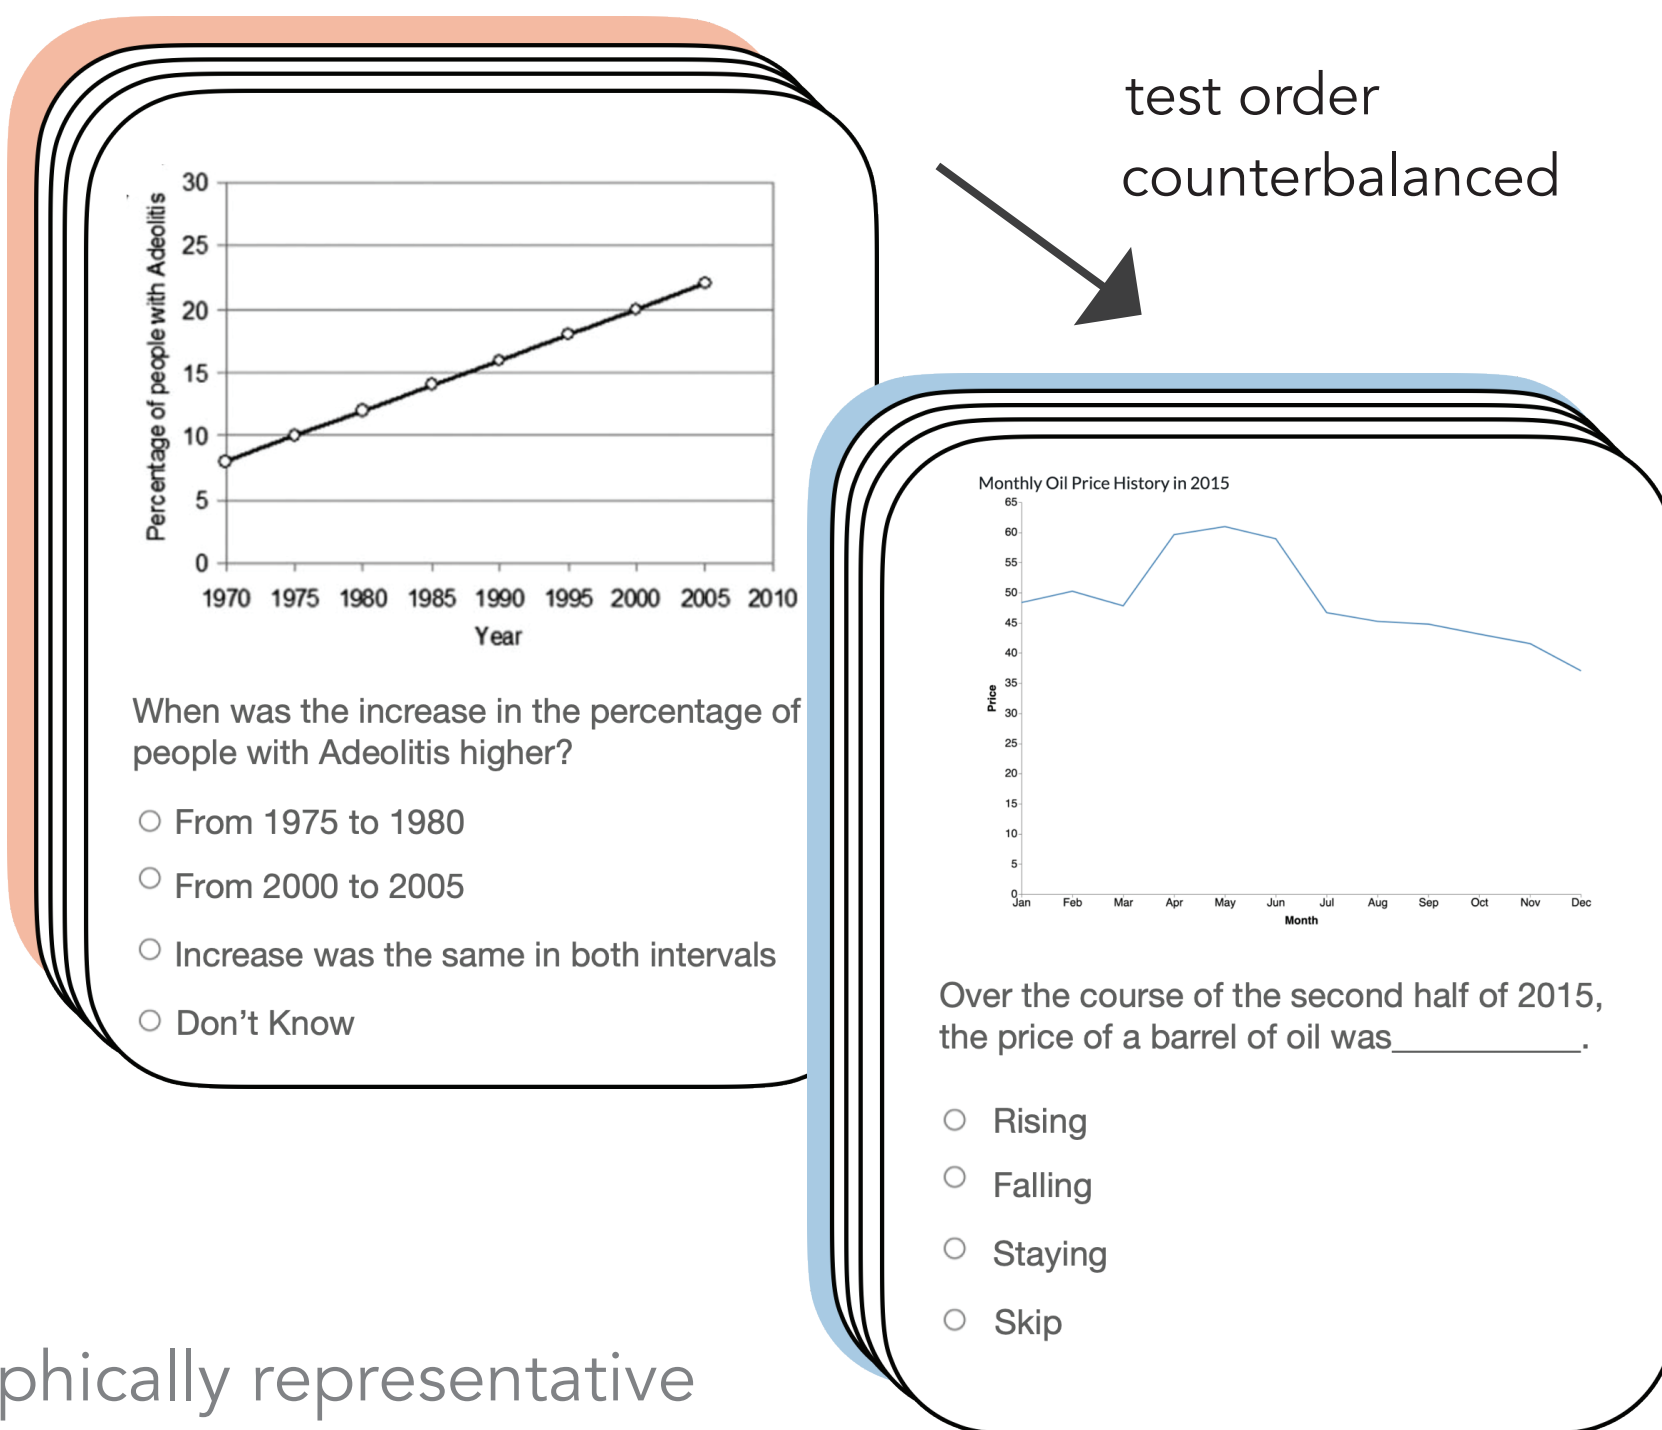 test order
counterbalanced
Percentage of people with Adeolitis
30
25
20
15
10
5
0
1970 1975 1980 1985 1990 1995 2000 2005 2010
Year
When was the increase in the percentage of
people with Adeolitis higher?
From 1975 to 1980
From 2000 to 2005
Increase was the same in both intervals
Don't Know
Monthly Oil Price History in 2015
65
60
55
50
45
40
35
30
25
20
15
10
5
0
Price
Jan Feb Mar Apr May Jun Jul Aug Sep Oct Nov Dec
Month
Over the course of the second half of 2015,
the price of a barrel of oil was____________.
Rising
Falling
Staying
Skip
phically representative